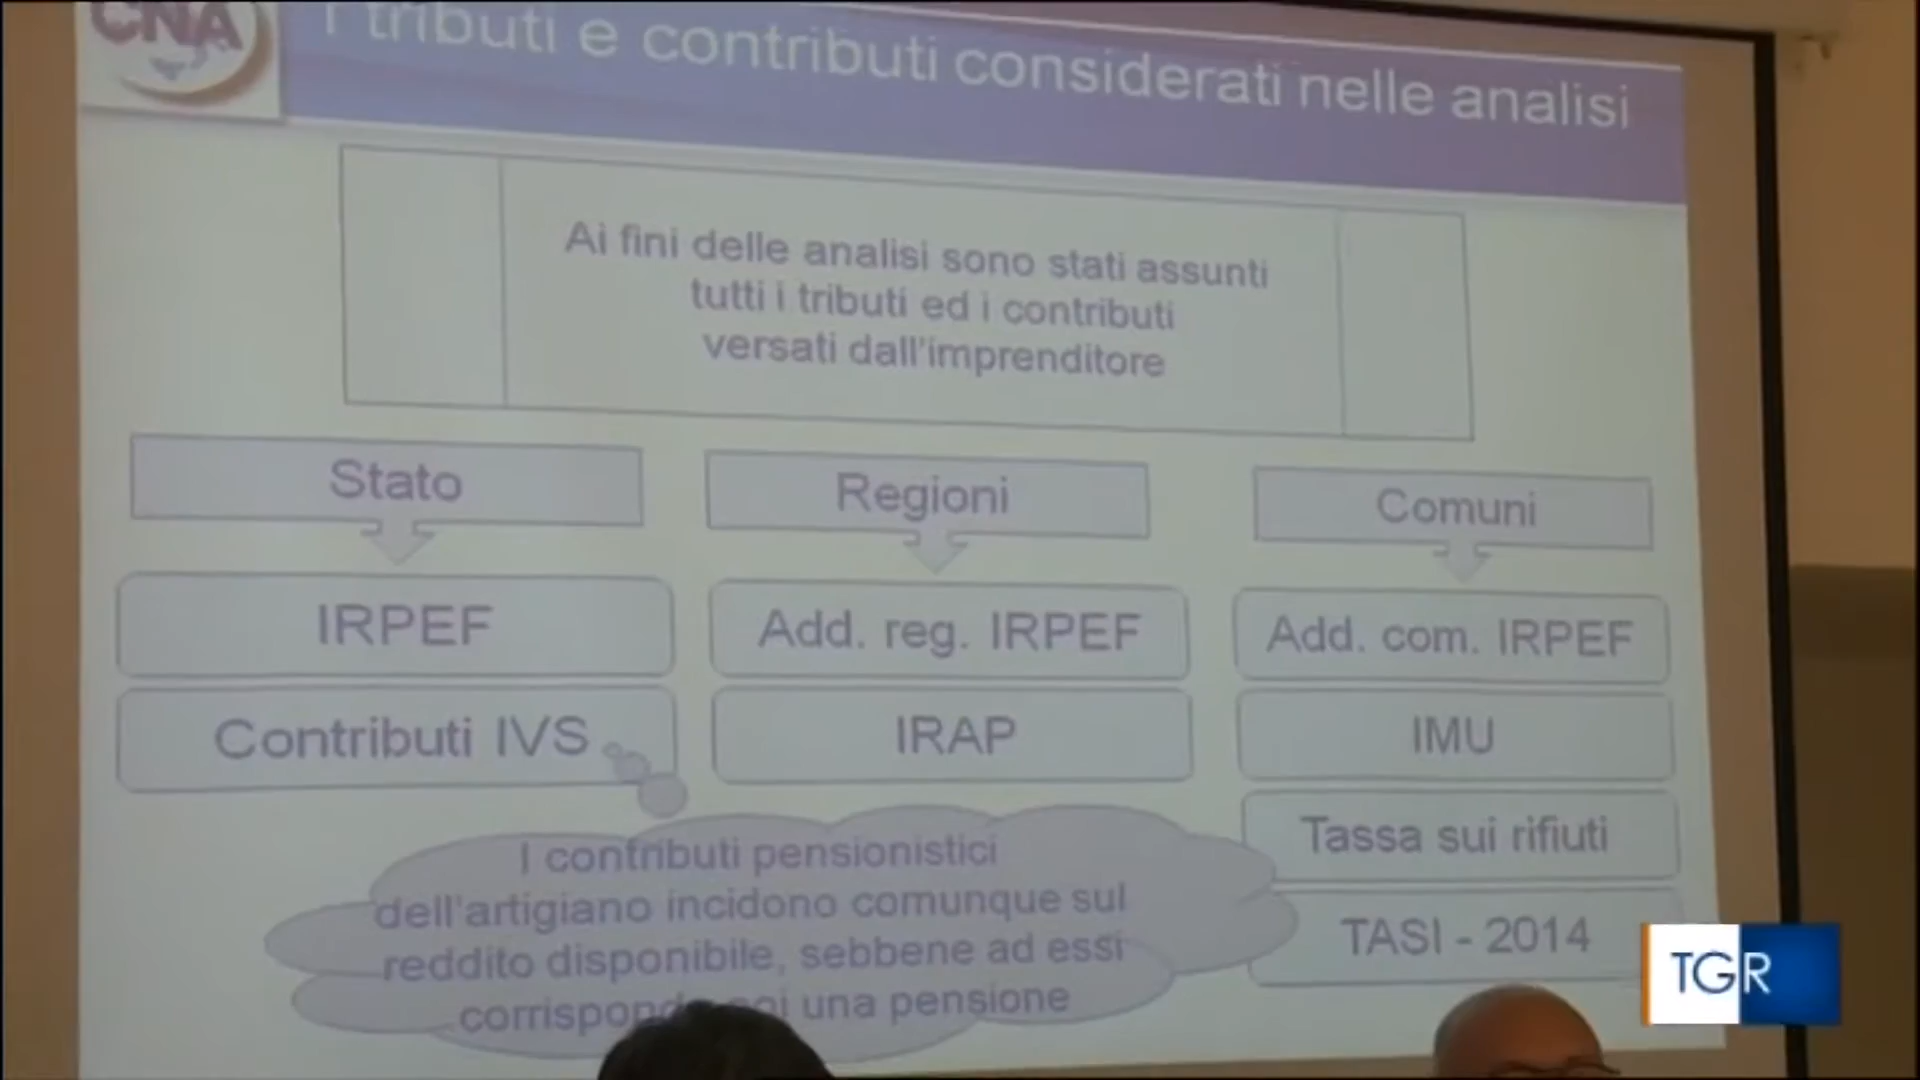 CNA
I tributi e contributi considerati nelle analisi
Ai fini delle analisi sono stati assunti
tutti i tributi ed i contributi
versati dall'imprenditore
Stato
Regioni
Comuni
IRPEF
Add. reg. IRPEF
Add. com. IRPEF
Contributi IVS
IRAP
IMU
Tassa sui rifiuti
TASI - 2014
I contributi pensionistici
dell'artigiano incidono comunque sul
reddito disponibile, sebbene ad essi
una pensione
TGR